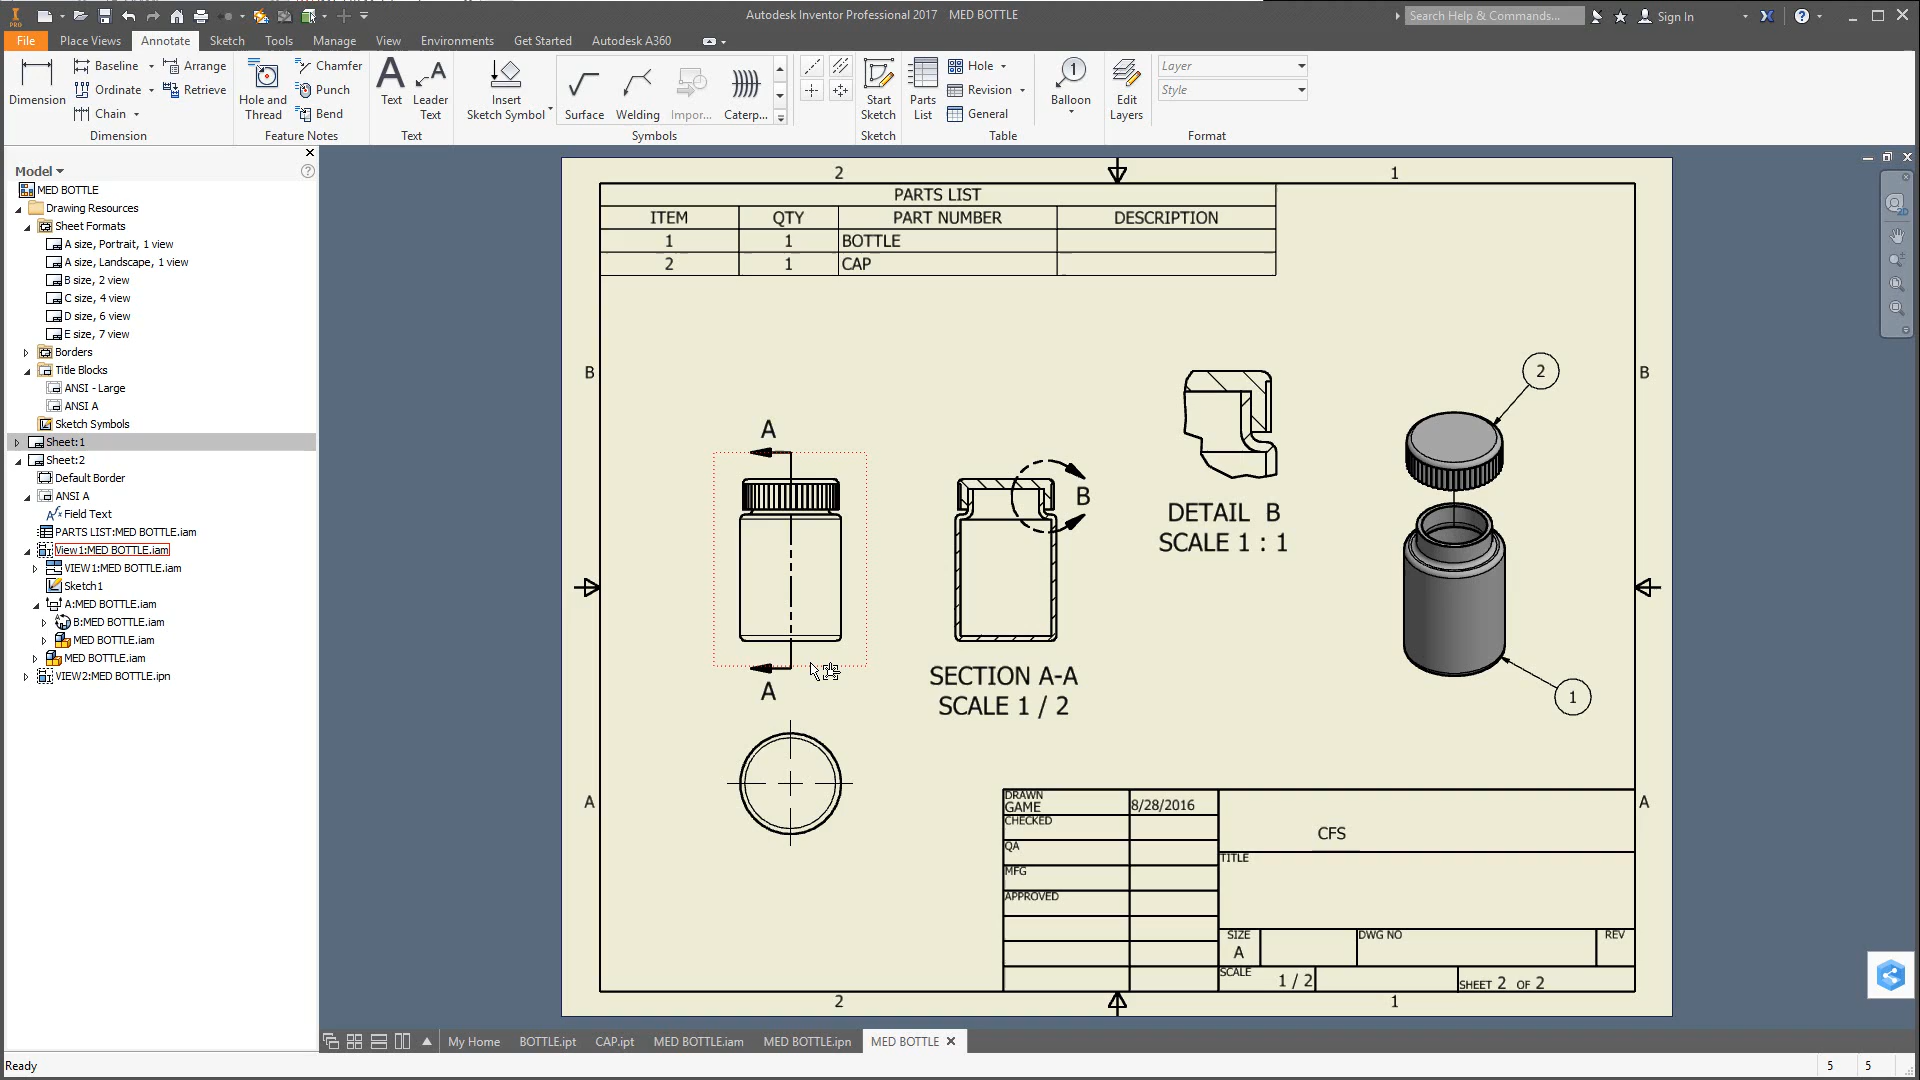 Autodesk Inventor Professional 2017 MED BOTTLE
Search Help & Commands...
Sign In
File Place Views Annotate Sketch Tools Manage View Environments Get Started Autodesk A360
Dimension
Baseline
Ordinate
Chain
Arrange
Retrieve
Dimension
Hole and Thread
Chamfer
Punch
Bend
Feature Notes
Text
Leader Text
Text
Insert Sketch Symbol
Surface
Welding
Impor...
Caterp...
Symbols
Start Sketch
Sketch
Parts List
Hole
Revision
General
Table
Balloon
Edit Layers
Layer
Style
Format
Model
MED BOTTLE
Drawing Resources
Sheet Formats
A size, Portrait, 1 view
A size, Landscape, 1 view
B size, 2 view
C size, 4 view
D size, 6 view
E size, 7 view
Borders
Title Blocks
ANSI - Large
ANSI A
Sketch Symbols
Sheet:1
Sheet:2
Default Border
ANSI A
Field Text
PARTS LIST:MED BOTTLE.iam
View1:MED BOTTLE.iam
VIEW1:MED BOTTLE.iam
Sketch1
A:MED BOTTLE.iam
B:MED BOTTLE.iam
MED BOTTLE.iam
MED BOTTLE.iam
VIEW2:MED BOTTLE.ipn
2 1
PARTS LIST
ITEM QTY PART NUMBER DESCRIPTION
1 1 BOTTLE
2 1 CAP
B B
2
A
B
DETAIL B
SCALE 1 : 1
A
SECTION A-A
SCALE 1 / 2
1
A A
DRAWN
GAME 8/28/2016
CHECKED
QA
MFG
APPROVED
CFS
TITLE
SIZE
A
DWG NO
REV
SCALE
1 / 2
SHEET 2 OF 2
2 1
My Home BOTTLE.ipt CAP.ipt MED BOTTLE.iam MED BOTTLE.ipn MED BOTTLE
Ready
5 5